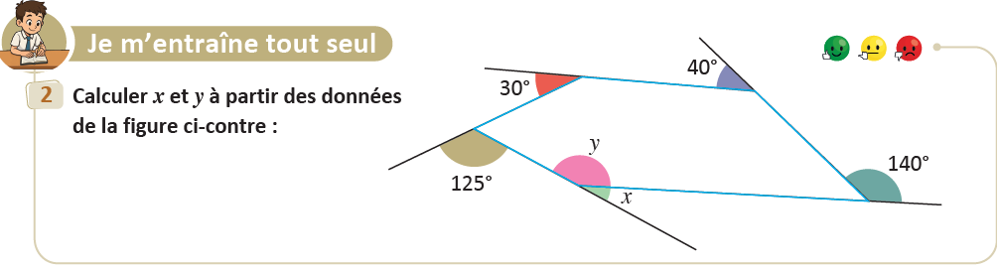 Je m’entraîne tout seul
2 Calculer x et y à partir des données
de la figure ci-contre :
30°
40°
125°
y
x
140°